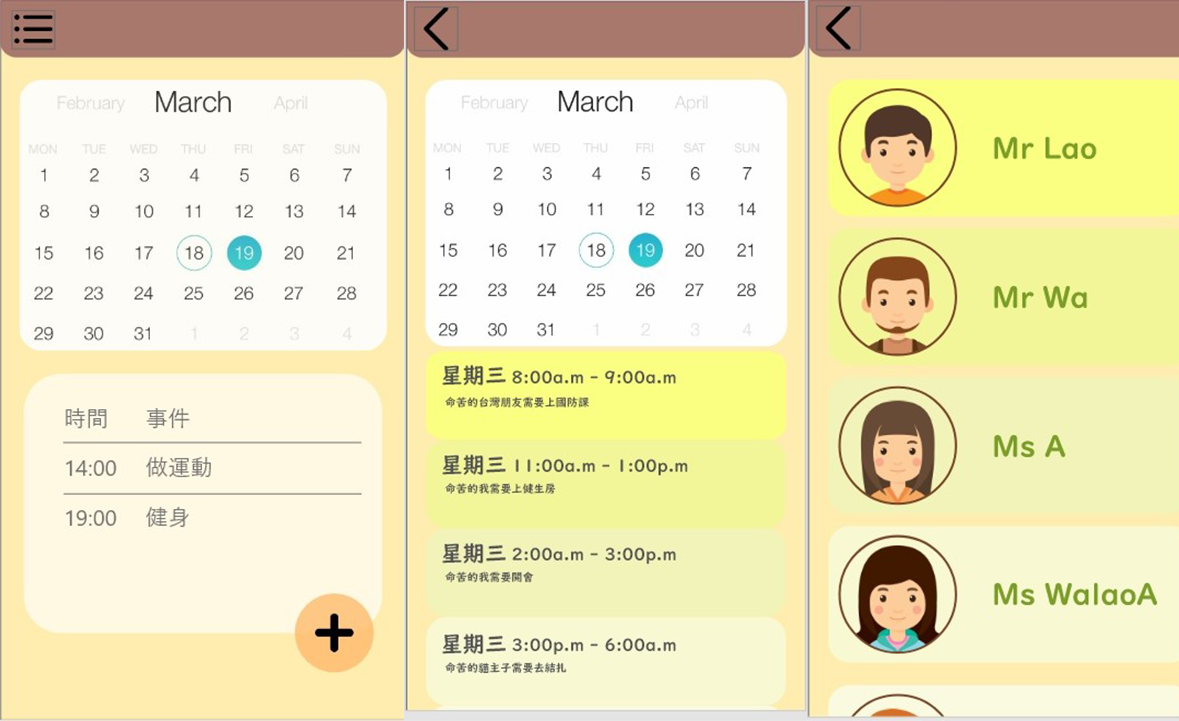 February March April
MON TUE WED THU FRI SAT SUN
1 2 3 4 5 6 7
8 9 10 11 12 13 14
15 16 17 18 19 20 21
22 23 24 25 26 27 28
29 30 31 1 2 3 4
時間 事件
14:00 做運動
19:00 健身
February March April
MON TUE WED THU FRI SAT SUN
1 2 3 4 5 6 7
8 9 10 11 12 13 14
15 16 17 18 19 20 21
22 23 24 25 26 27 28
29 30 31 1 2 3 4
星期三 8:00a.m - 9:00a.m
命苦的台灣朋友需要上國防課
星期三 11:00a.m - 1:00p.m
命苦的我需要上健生房
星期三 2:00a.m - 3:00p.m
命苦的我需要開會
星期三 3:00p.m - 6:00a.m
命苦的貓主子需要去結扎
Mr Lao
Mr Wa
Ms A
Ms WalaoA